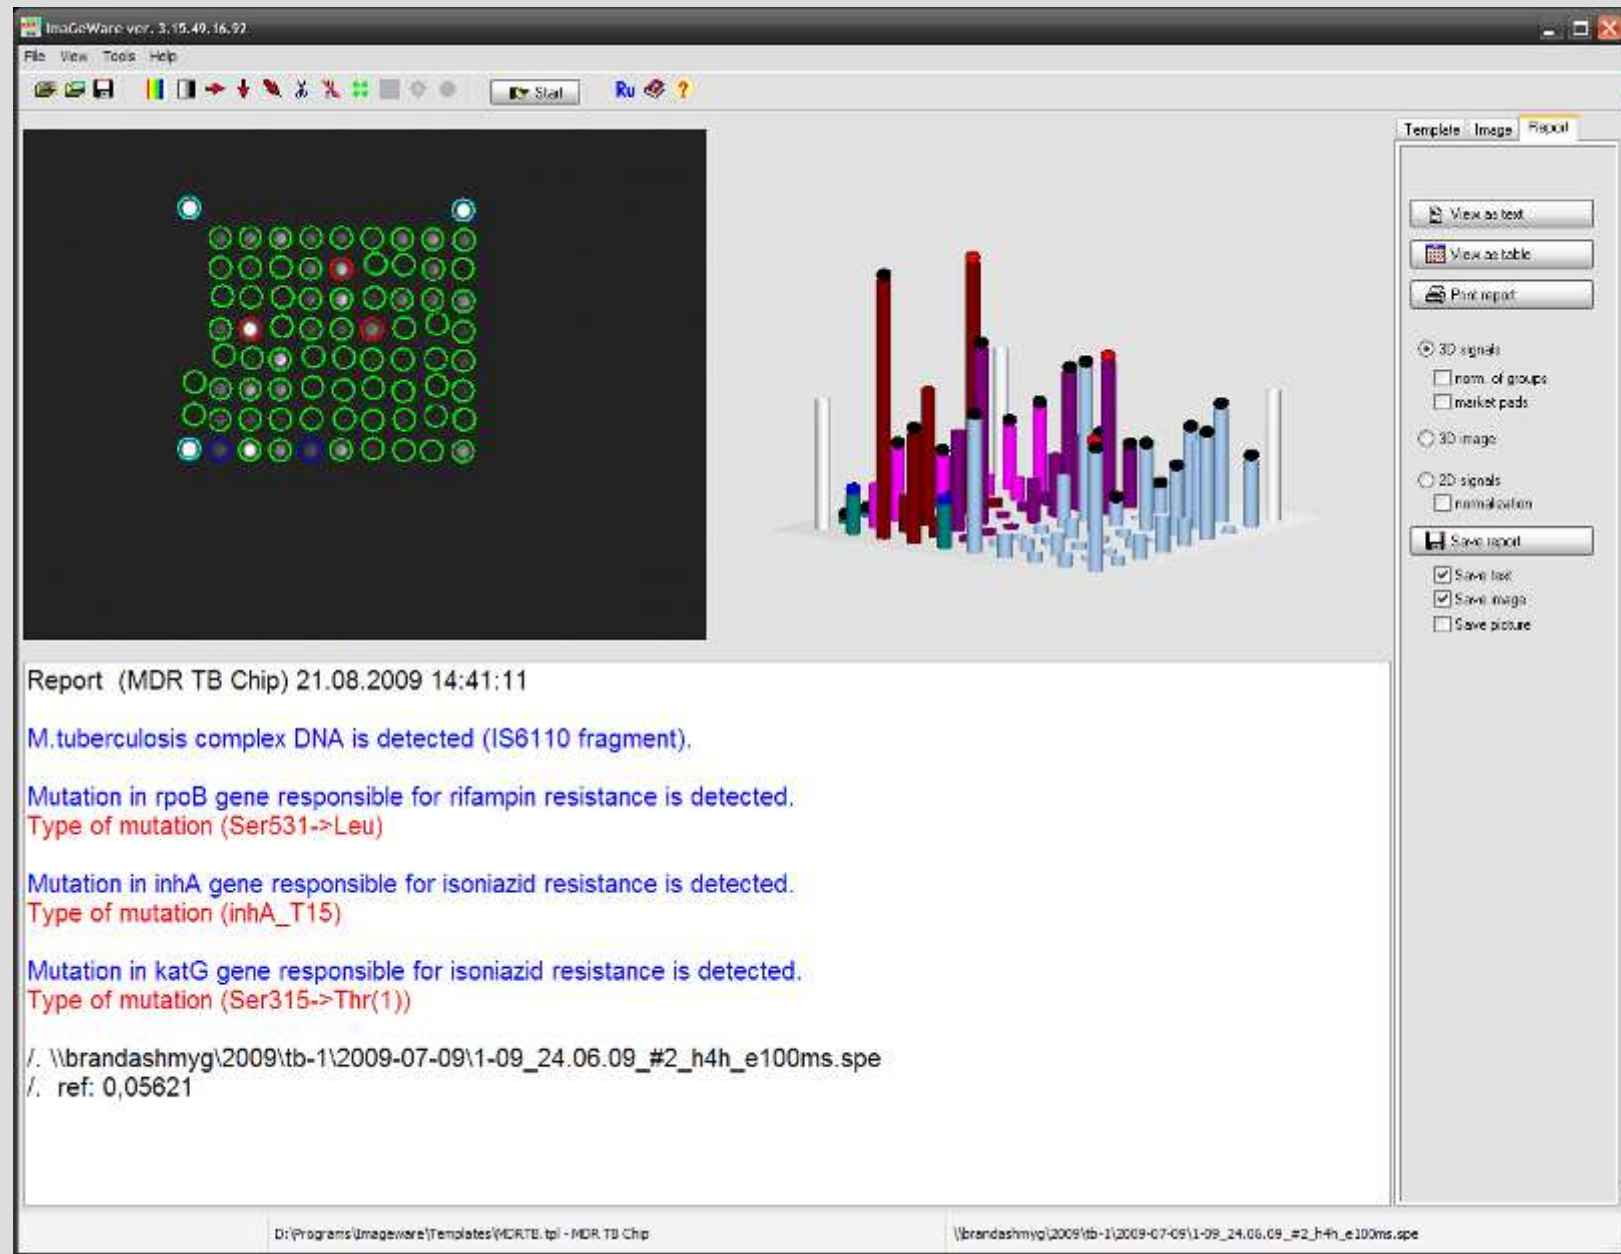 ImaGeWare ver. 3.15.49.16.92
File View Tools Help
Start Ru ?
Template Image Report
View as text
View as table
Print report
3D signals
norm. of groups
market pads
3D image
2D signals
normalization
Save report
Save text
Save image
Save picture
Report (MDR TB Chip) 21.08.2009 14:41:11
M.tuberculosis complex DNA is detected (IS6110 fragment).
Mutation in rpoB gene responsible for rifampin resistance is detected.
Type of mutation (Ser531->Leu)
Mutation in inhA gene responsible for isoniazid resistance is detected.
Type of mutation (inhA_T15)
Mutation in katG gene responsible for isoniazid resistance is detected.
Type of mutation (Ser315->Thr(1))
/. \\brandashmyg\2009\tb-1\2009-07-09\1-09_24.06.09_#2_h4h_e100ms.spe
/. ref: 0,05621
D:\Programs\Imageware\Templates\MDRTB.tpl - MDR TB Chip
\\brandashmyg\2009\tb-1\2009-07-09\1-09_24.06.09_#2_h4h_e100ms.spe